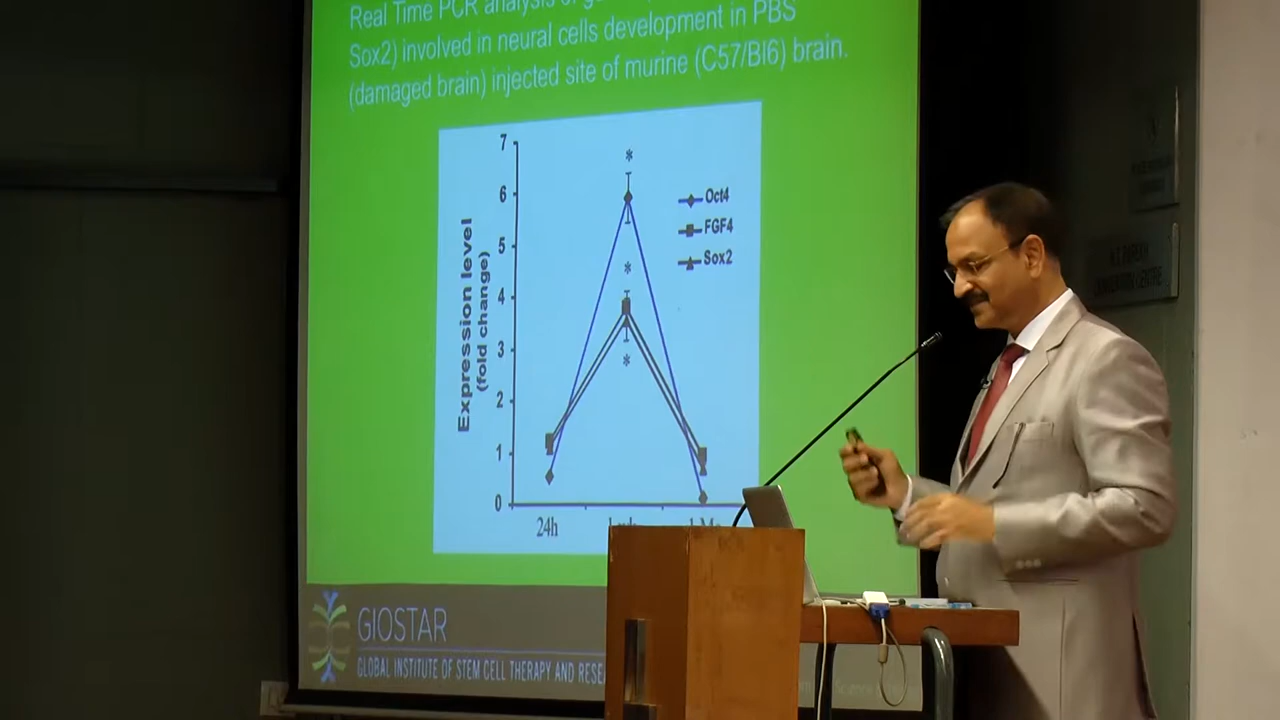 Real Time PCR analysis of
Sox2) involved in neural cells development in PBS
(damaged brain) injected site of murine (C57/Bl6) brain.
7
6
5
4
3
2
1
0
Expression level
(fold change)
*
*
*
Oct4
FGF4
Sox2
24h
GIOSTAR
GLOBAL INSTITUTE OF STEM CELL THERAPY AND